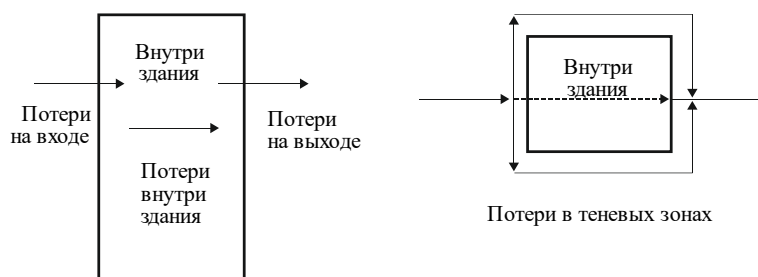 Внутри
здания
Потери
на входе
Потери
на выходе
Потери
внутри
здания
Внутри
здания
Потери в теневых зонах